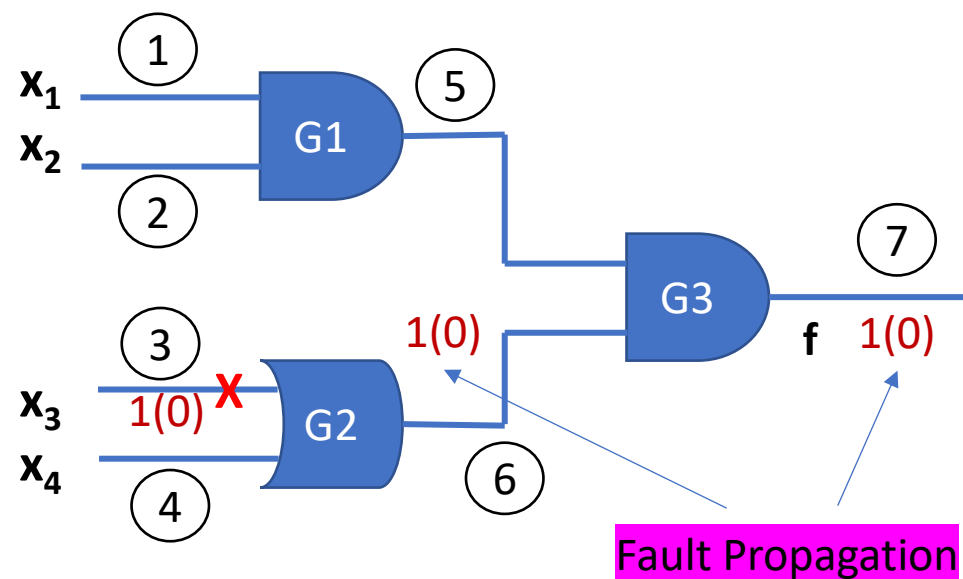 1
x₁
5
G1
x₂
2
7
G3
3
1(0)
f 1(0)
X
x₃
1(0)
G2
x₄
6
4
Fault Propagation